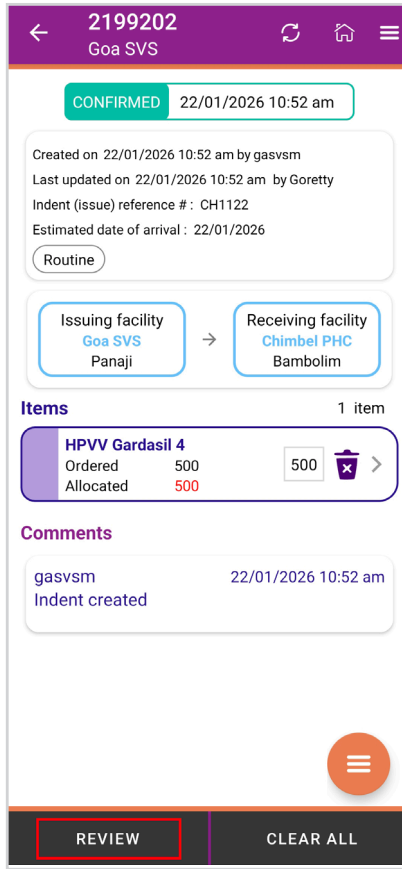 2199202
Goa SVS
CONFIRMED 22/01/2026 10:52 am
Created on 22/01/2026 10:52 am by gasvsm
Last updated on 22/01/2026 10:52 am by Goretty
Indent (issue) reference # : CH1122
Estimated date of arrival : 22/01/2026
Routine
Issuing facility
Goa SVS
Panaji
Receiving facility
Chimbel PHC
Bambolim
Items 1 item
HPVV Gardasil 4
Ordered 500
Allocated 500
500
Comments
gasvsm 22/01/2026 10:52 am
Indent created
REVIEW CLEAR ALL